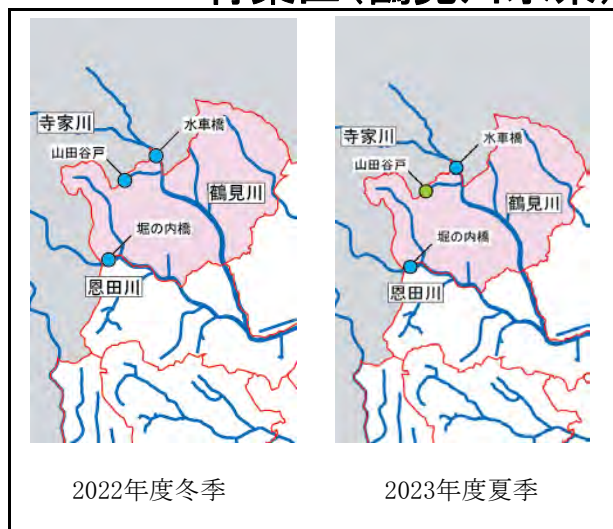 寺家川
水車橋
山田谷戸
鶴見川
堀の内橋
恩田川
2022年度冬季
寺家川
水車橋
山田谷戸
鶴見川
堀の内橋
恩田川
2023年度夏季